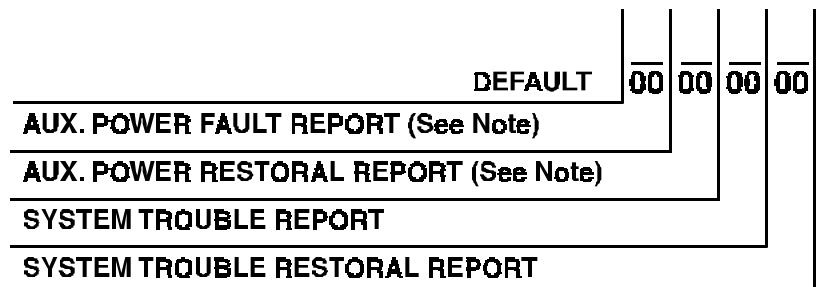 DEFAULT 00 00 00 00
AUX. POWER FAULT REPORT (See Note)
AUX. POWER RESTORAL REPORT (See Note)
SYSTEM TROUBLE REPORT
SYSTEM TROUBLE RESTORAL REPORT